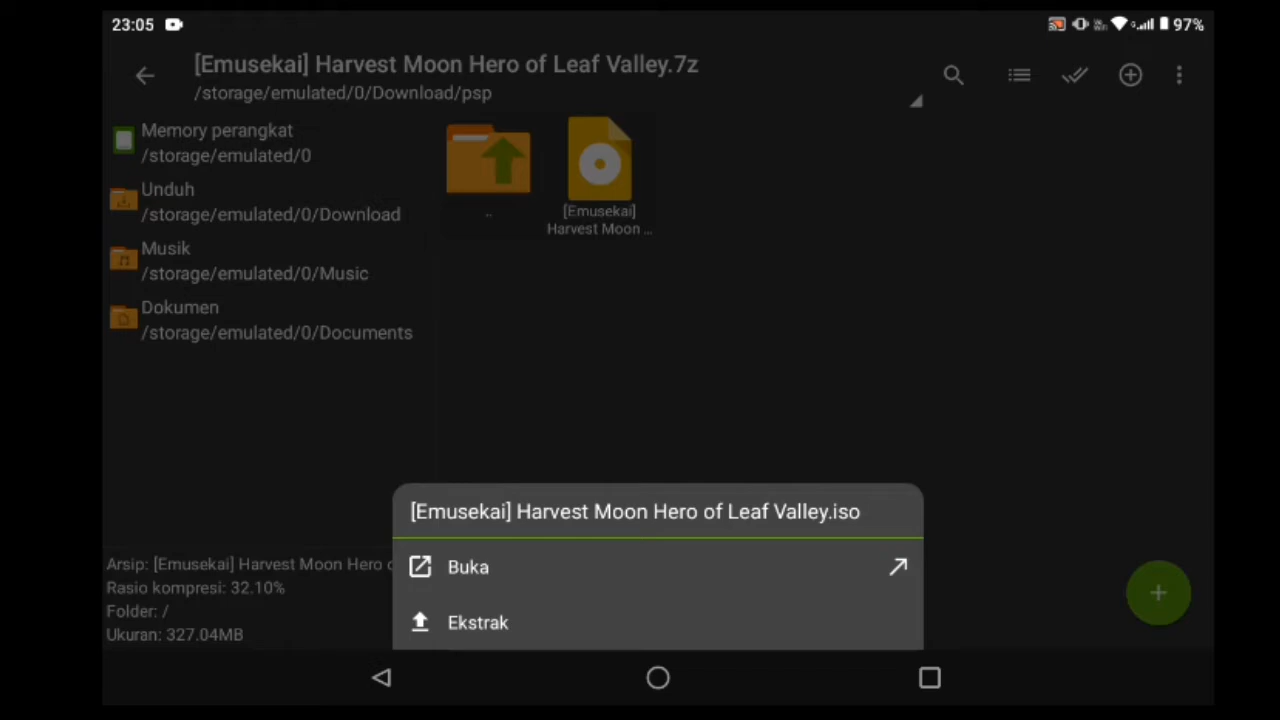 23:05
97%
[Emusekai] Harvest Moon Hero of Leaf Valley.7z
/storage/emulated/0/Download/psp
Memory perangkat
/storage/emulated/0
Unduh
/storage/emulated/0/Download
Musik
/storage/emulated/0/Music
Dokumen
/storage/emulated/0/Documents
..
[Emusekai]
Harvest Moon ...
[Emusekai] Harvest Moon Hero of Leaf Valley.iso
Buka
Ekstrak
Arsip: [Emusekai] Harvest Moon Hero
Rasio kompresi: 32.10%
Folder: /
Ukuran: 327.04MB